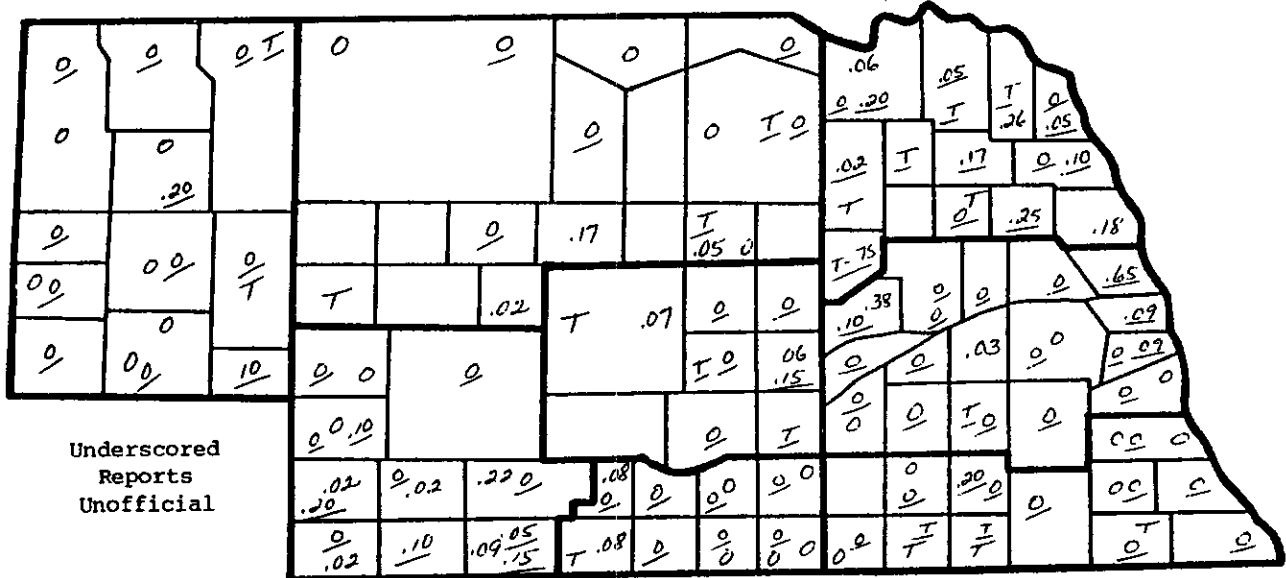 0 0 0 T 0 0 0 0 .06 .05 T 0
0 .20 T .26 .05
0 0 0 0 T 0 .02 T .17 0 .10
.20 T 0 T .25 .18
0 0 0 0 0 .17 T .05 0 T-.75
0 0 T T .02 T .07 0 0 .10 .38 0 0 0 0 .65 .09
0 0 0 0 10 0 0 0 T 0 06 .15 0 0 .03 0 0 0 09 0 0
0 0 .10 0 T 0 0 0 T 0 0 0 0 0
Underscored
Reports
Unofficial
.02 .20 0 .02 .22 0 .08 0 0 0 0 0 0 0 0 .20 0 0 0 0 0
0 .02 .10 .09 .05 .15 T .08 0 0 0 0 0 0 0 0 T T T T T 0 0